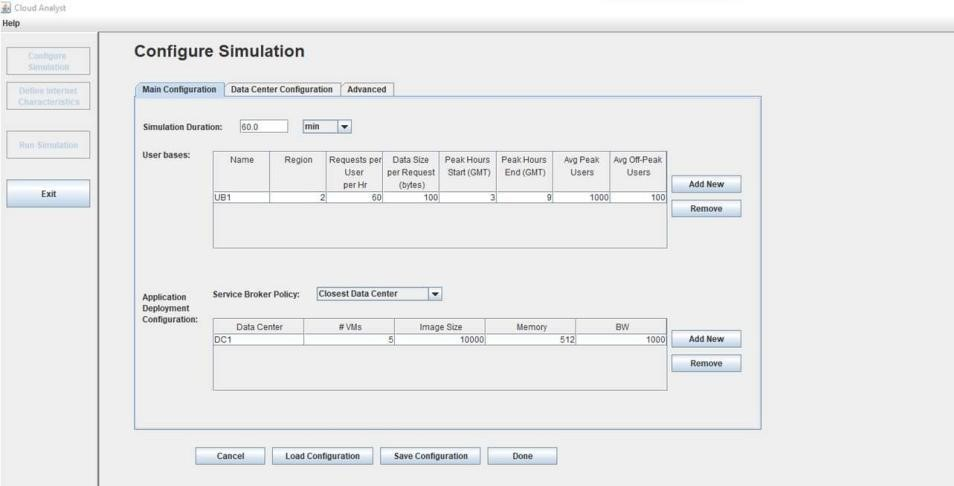 Cloud Analyst
Help
Configure Simulation
Define Internet Characteristics
Run Simulation
Exit
Configure Simulation
Main Configuration Data Center Configuration Advanced
Simulation Duration: 60.0 min
User bases:
Name Region Requests per User per Hr Data Size per Request (bytes) Peak Hours Start (GMT) Peak Hours End (GMT) Avg Peak Users Avg Off-Peak Users
UB1 2 60 100 3 9 1000 100
Add New
Remove
Application Deployment Configuration:
Service Broker Policy: Closest Data Center
Data Center # VMs Image Size Memory BW
DC1 5 10000 512 1000
Add New
Remove
Cancel Load Configuration Save Configuration Done